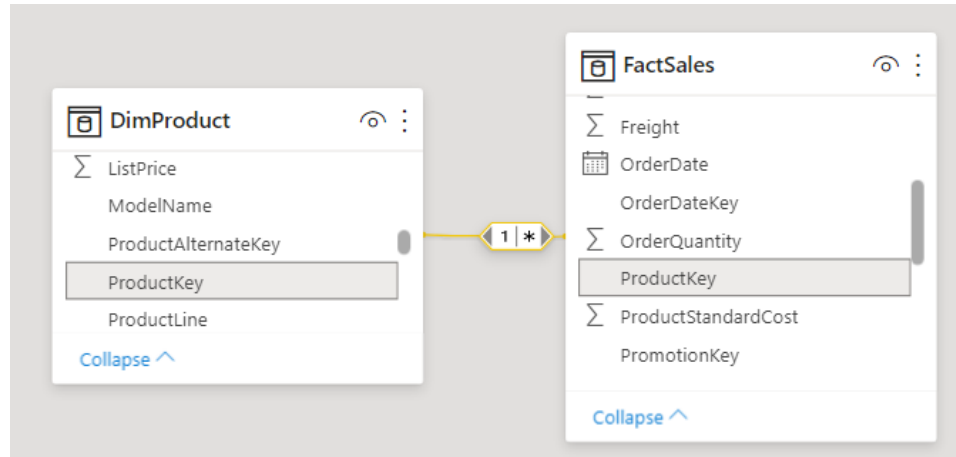 DimProduct
ListPrice
ModelName
ProductAlternateKey
ProductKey
ProductLine
Collapse
1 *
FactSales
Freight
OrderDate
OrderDateKey
OrderQuantity
ProductKey
ProductStandardCost
PromotionKey
Collapse